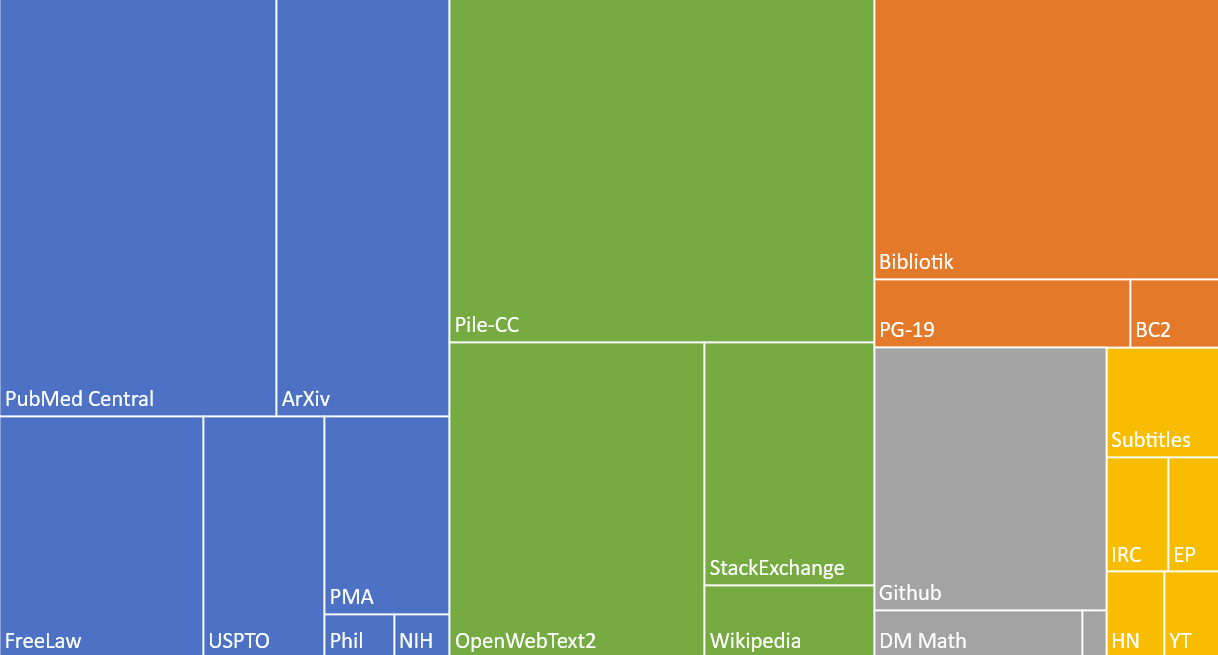 PubMed Central
ArXiv
FreeLaw
USPTO
PMA
Phil
NIH
Pile-CC
OpenWebText2
StackExchange
Wikipedia
Bibliotik
PG-19
BC2
Github
DM Math
Subtitles
IRC
EP
HN
YT